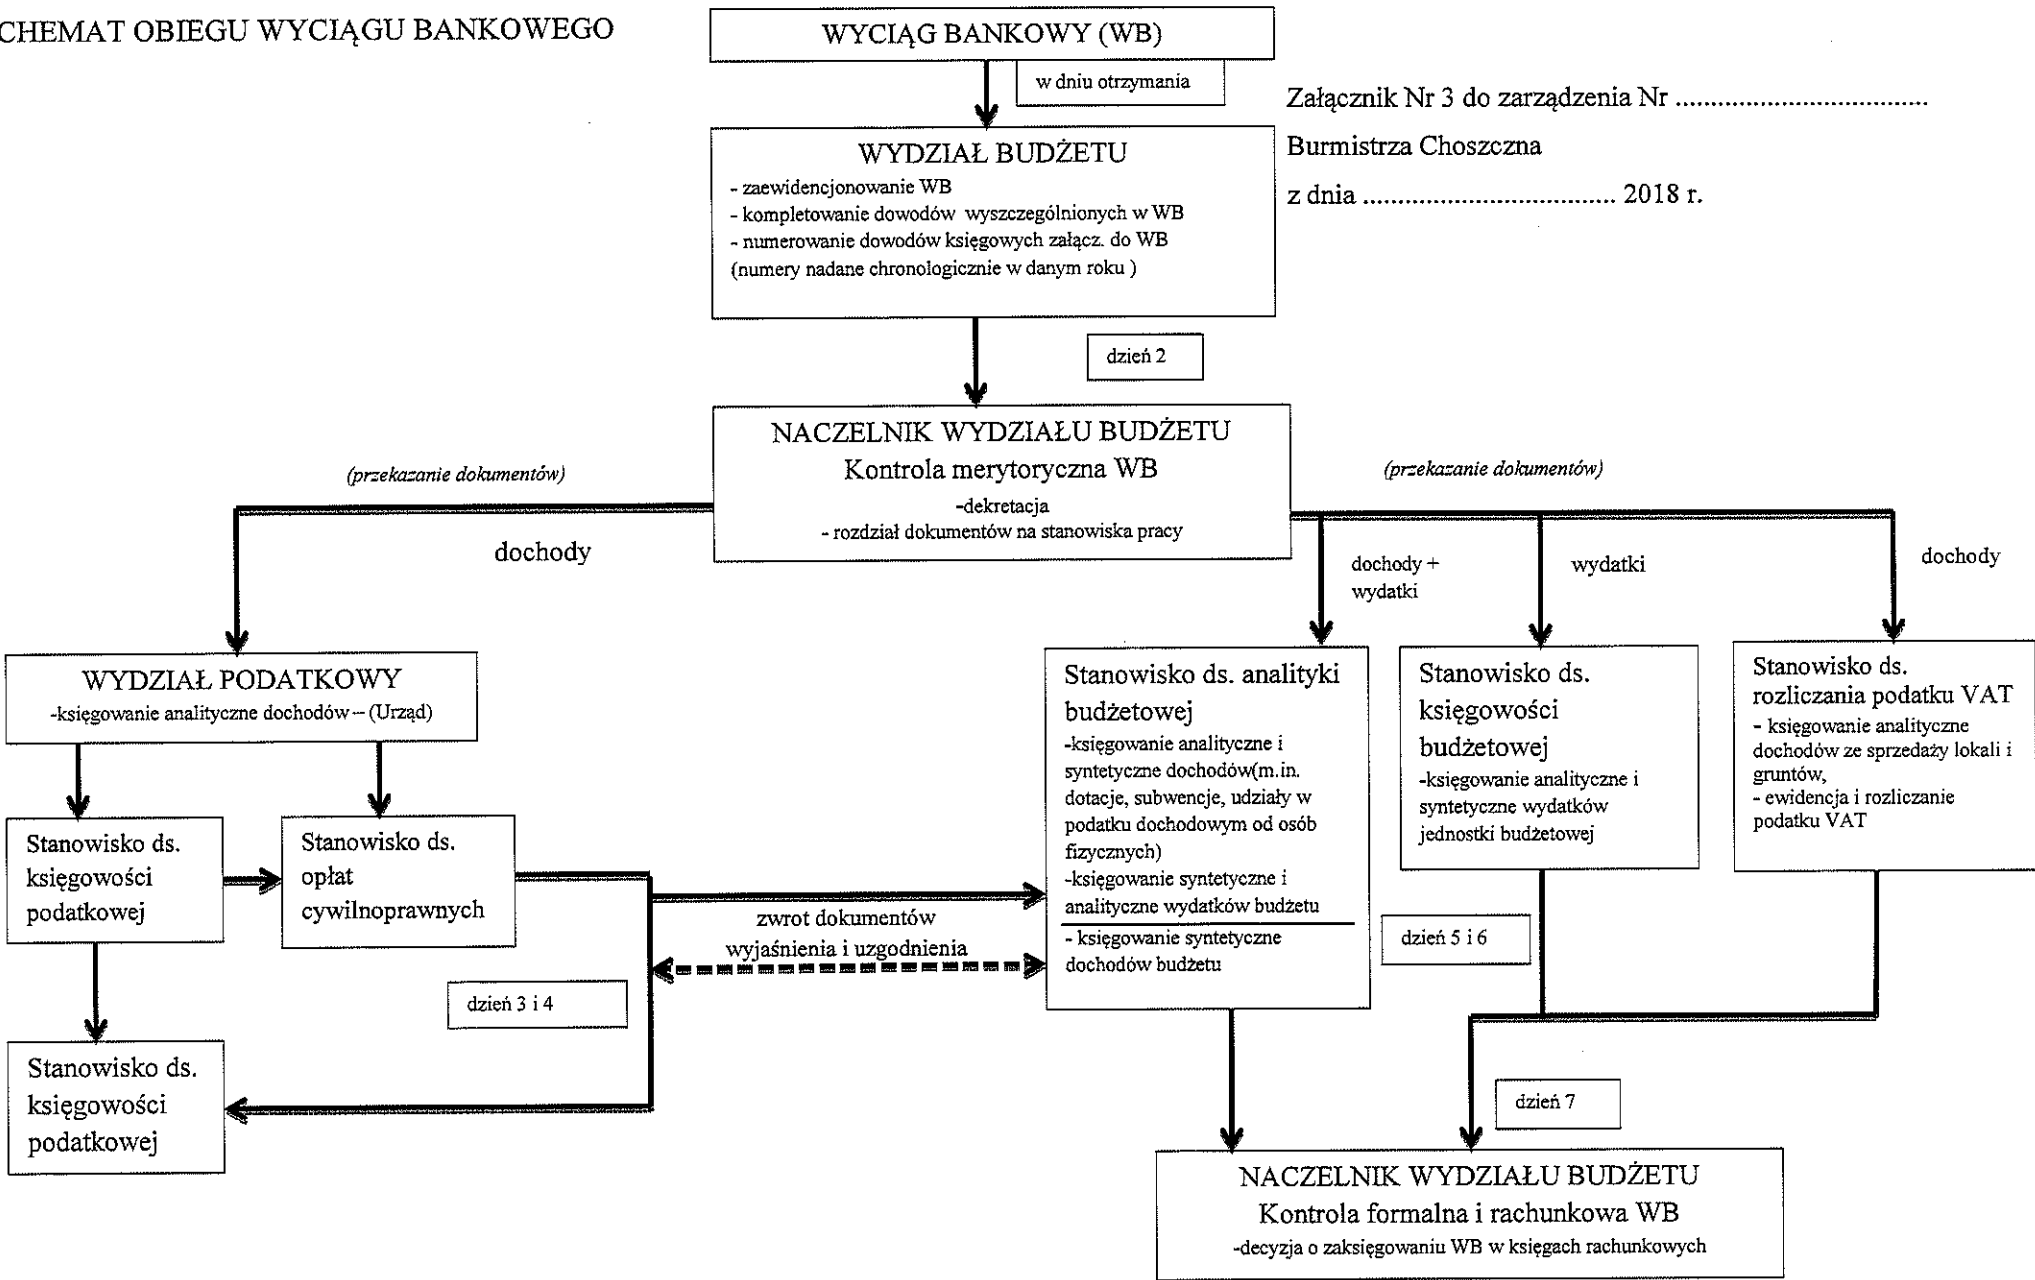 CHEMAT OBIEGU WYCIĄGU BANKOWEGO
WYCIĄG BANKOWY (WB)
w dniu otrzymania
Załącznik Nr 3 do zarządzenia Nr ....................................
Burmistrza Choszczna
z dnia .................................... 2018 r.
WYDZIAŁ BUDŻETU
- zaewidencjonowanie WB
- kompletowanie dowodów wyszczególnionych w WB
- numerowanie dowodów księgowych załącz. do WB
(numery nadane chronologicznie w danym roku )
dzień 2
NACZELNIK WYDZIAŁU BUDŻETU
Kontrola merytoryczna WB
-dekretacja
- rozdział dokumentów na stanowiska pracy
(przekazanie dokumentów)
(przekazanie dokumentów)
dochody
dochody +
wydatki
wydatki
dochody
WYDZIAŁ PODATKOWY
-księgowanie analityczne dochodów – (Urząd)
Stanowisko ds.
księgowości
podatkowej
Stanowisko ds.
opłat
cywilnoprawnych
Stanowisko ds.
księgowości
podatkowej
dzień 3 i 4
zwrot dokumentów
wyjaśnienia i uzgodnienia
Stanowisko ds. analityki
budżetowej
-księgowanie analityczne i
syntetyczne dochodów(m.in.
dotacje, subwencje, udziały w
podatku dochodowym od osób
fizycznych)
-księgowanie syntetyczne i
analityczne wydatków budżetu
- księgowanie syntetyczne
dochodów budżetu
Stanowisko ds.
księgowości
budżetowej
-księgowanie analityczne i
syntetyczne wydatków
jednostki budżetowej
Stanowisko ds.
rozliczania podatku VAT
- księgowanie analityczne
dochodów ze sprzedaży lokali i
gruntów,
- ewidencja i rozliczanie
podatku VAT
dzień 5 i 6
dzień 7
NACZELNIK WYDZIAŁU BUDŻETU
Kontrola formalna i rachunkowa WB
-decyzja o zaksięgowaniu WB w księgach rachunkowych